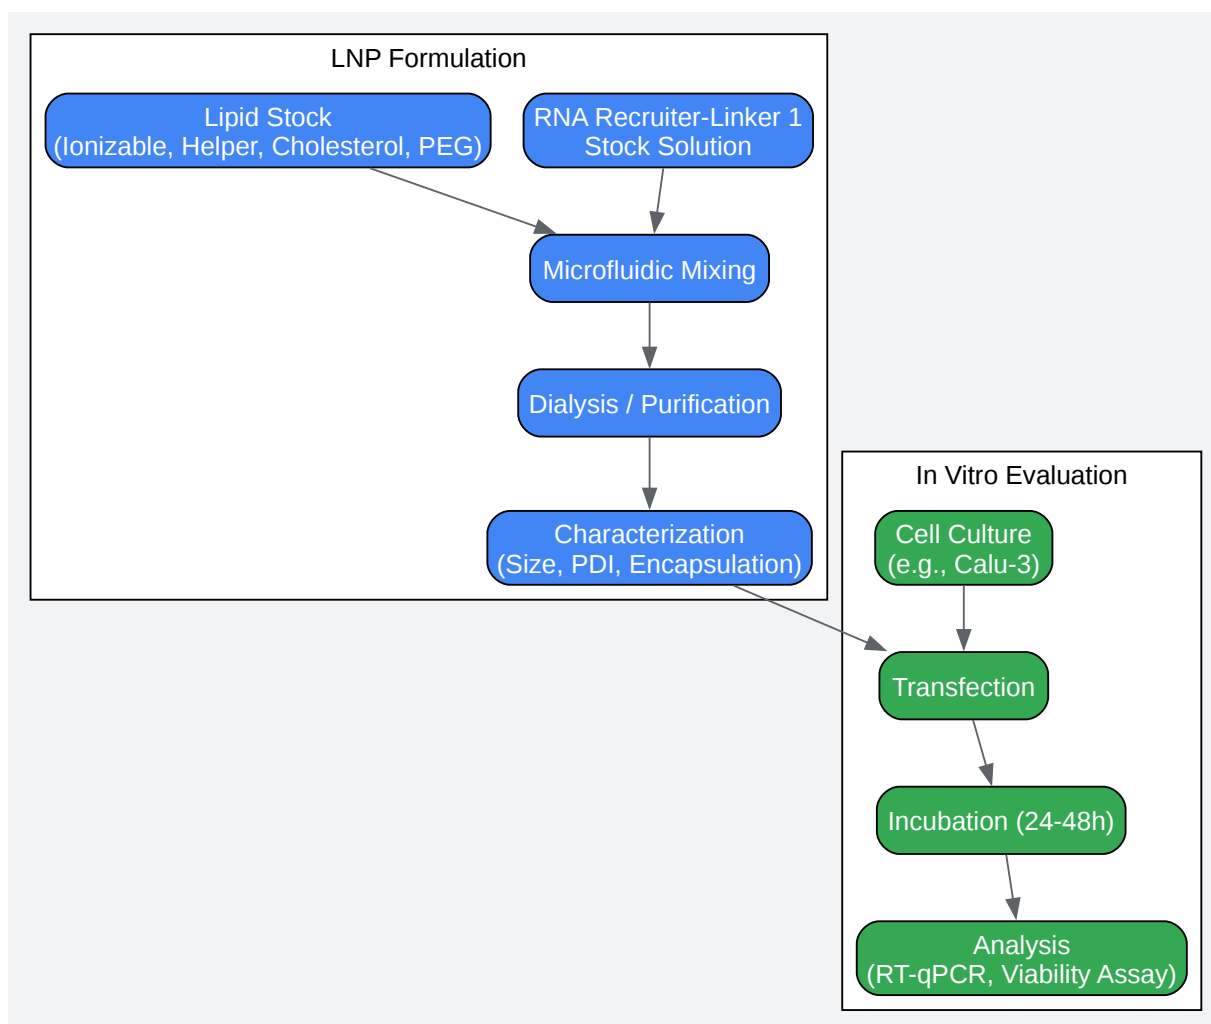 LNP Formulation
Lipid Stock
(Ionizable, Helper, Cholesterol, PEG)
RNA Recruiter-Linker 1
Stock Solution
Microfluidic Mixing
Dialysis / Purification
Characterization
(Size, PDI, Encapsulation)
In Vitro Evaluation
Cell Culture
(e.g., Calu-3)
Transfection
Incubation (24-48h)
Analysis
(RT-qPCR, Viability Assay)